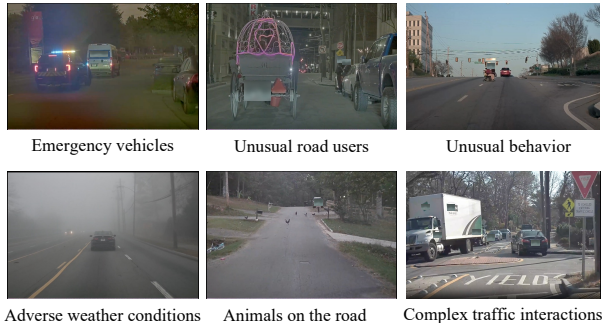 Emergency vehicles
Unusual road users
Unusual behavior
Adverse weather conditions
Animals on the road
Complex traffic interactions
YIELD